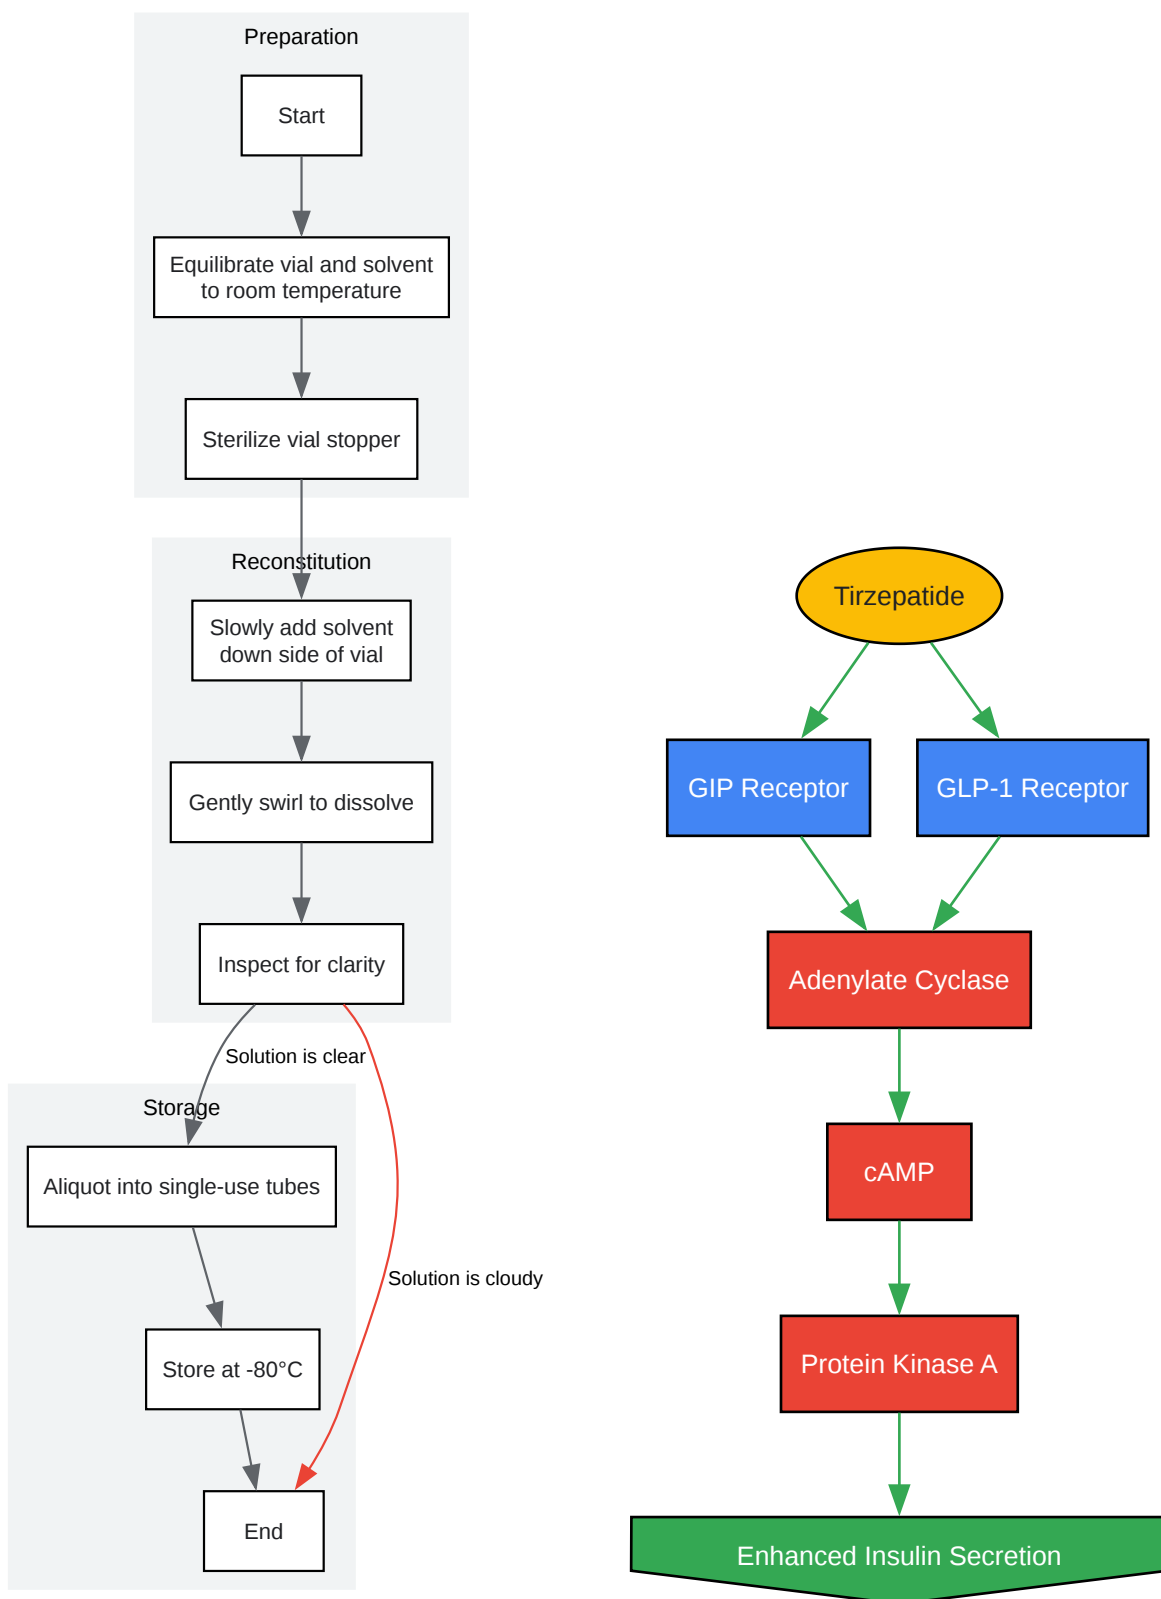 Preparation
Start
Equilibrate vial and solvent
to room temperature
Sterilize vial stopper
Reconstitution
Slowly add solvent
down side of vial
Gently swirl to dissolve
Inspect for clarity
Solution is clear
Storage
Aliquot into single-use tubes
Solution is cloudy
Store at -80°C
End
Tirzepatide
GIP Receptor
GLP-1 Receptor
Adenylate Cyclase
cAMP
Protein Kinase A
Enhanced Insulin Secretion